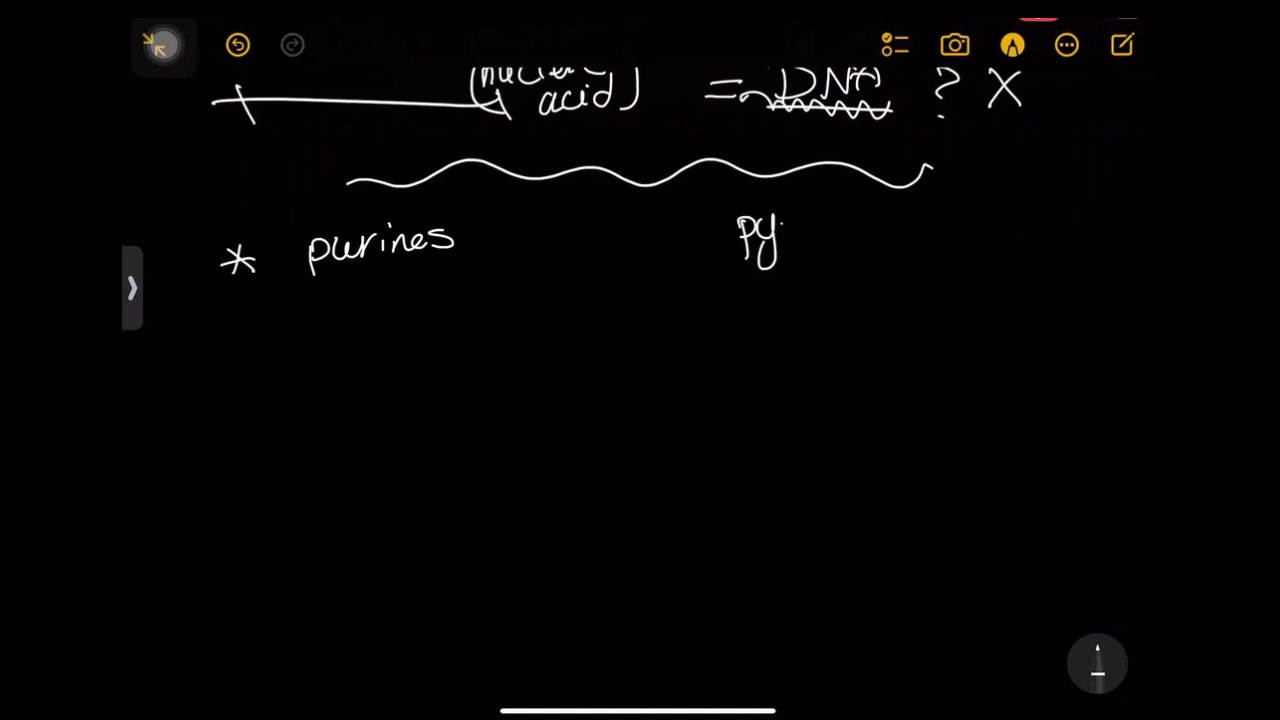 (nucleic = DNA ? X
acid)
* purines py